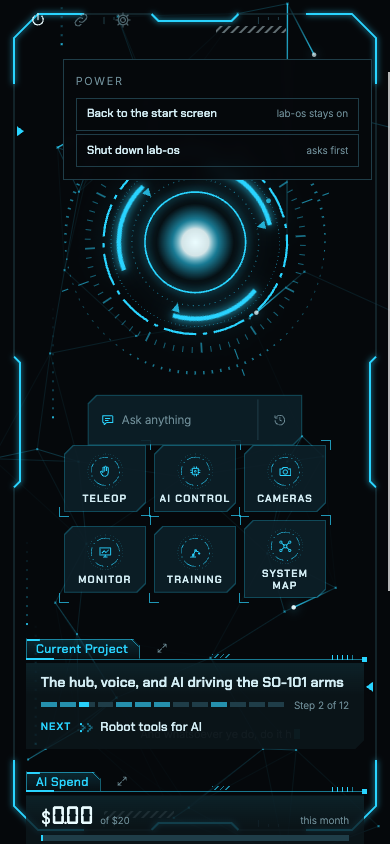 POWER
Back to the start screen lab-os stays on
Shut down lab-os asks first
Ask anything
TELEOP AI CONTROL CAMERAS
MONITOR TRAINING SYSTEM MAP
Current Project
The hub, voice, and AI driving the SO-101 arms
Step 2 of 12
NEXT Robot tools for AI
AI Spend
$0.00 of $20 this month